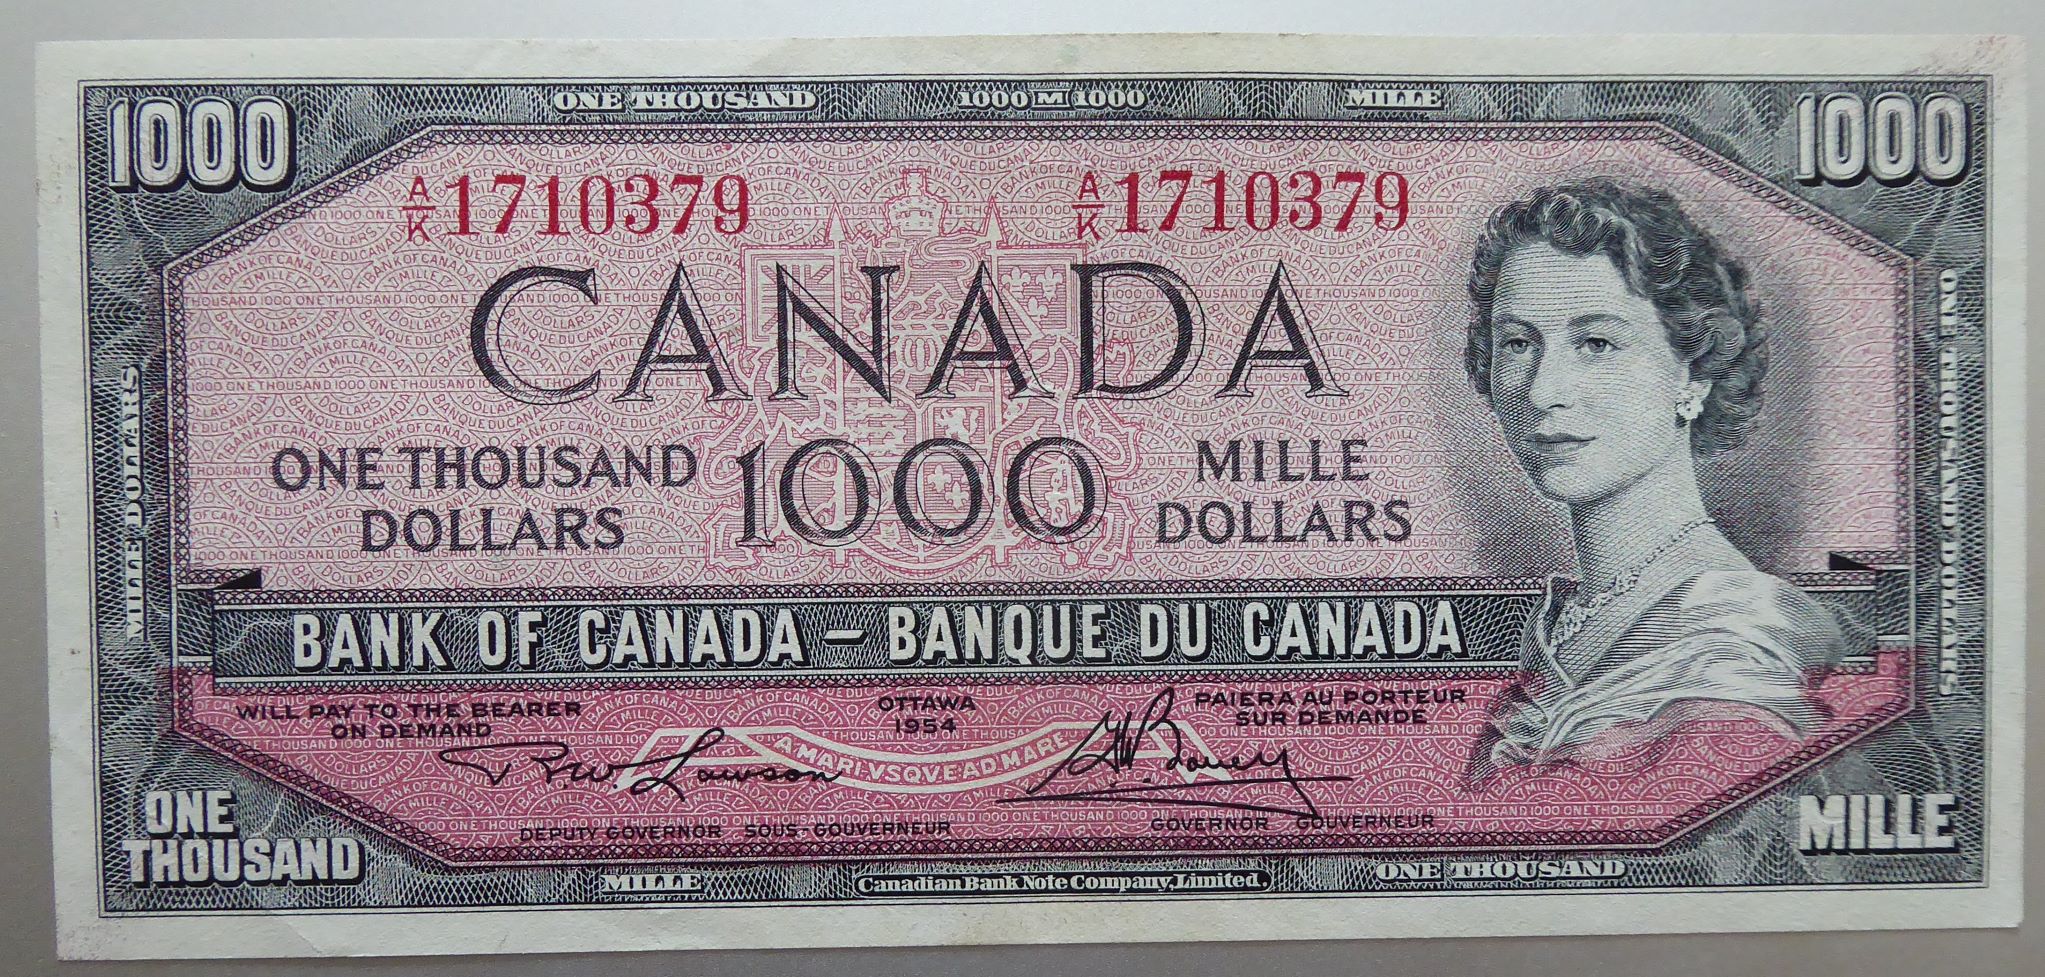 ONE THOUSAND 1000 M 1000 MILLE
1000 1000
A/K 1710379 A/K 1710379
CANADA
ONE THOUSAND DOLLARS 1000 MILLE DOLLARS
MILLE DOLLARS
ONE THOUSAND DOLLARS
BANK OF CANADA – BANQUE DU CANADA
WILL PAY TO THE BEARER
ON DEMAND
OTTAWA
1954
PAIERA AU PORTEUR
SUR DEMANDE
R.W. Lawson
A MARI VSQVE AD MARE
G.K. Bouey
DEPUTY GOVERNOR SOUS-GOUVERNEUR
GOVERNOR GOUVERNEUR
ONE
THOUSAND
MILLE
MILLE Canadian Bank Note Company, Limited. ONE THOUSAND